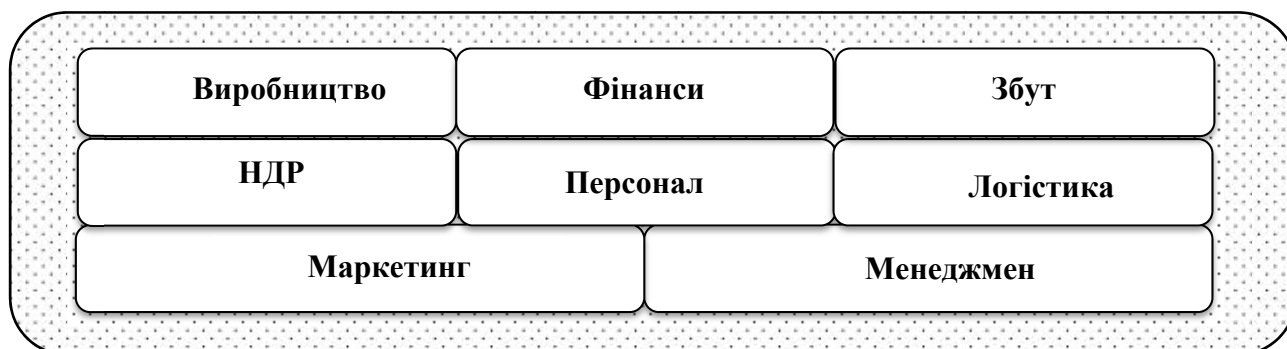 Виробництво Фінанси Збут
НДР Персонал Логістика
Маркетинг Менеджмен